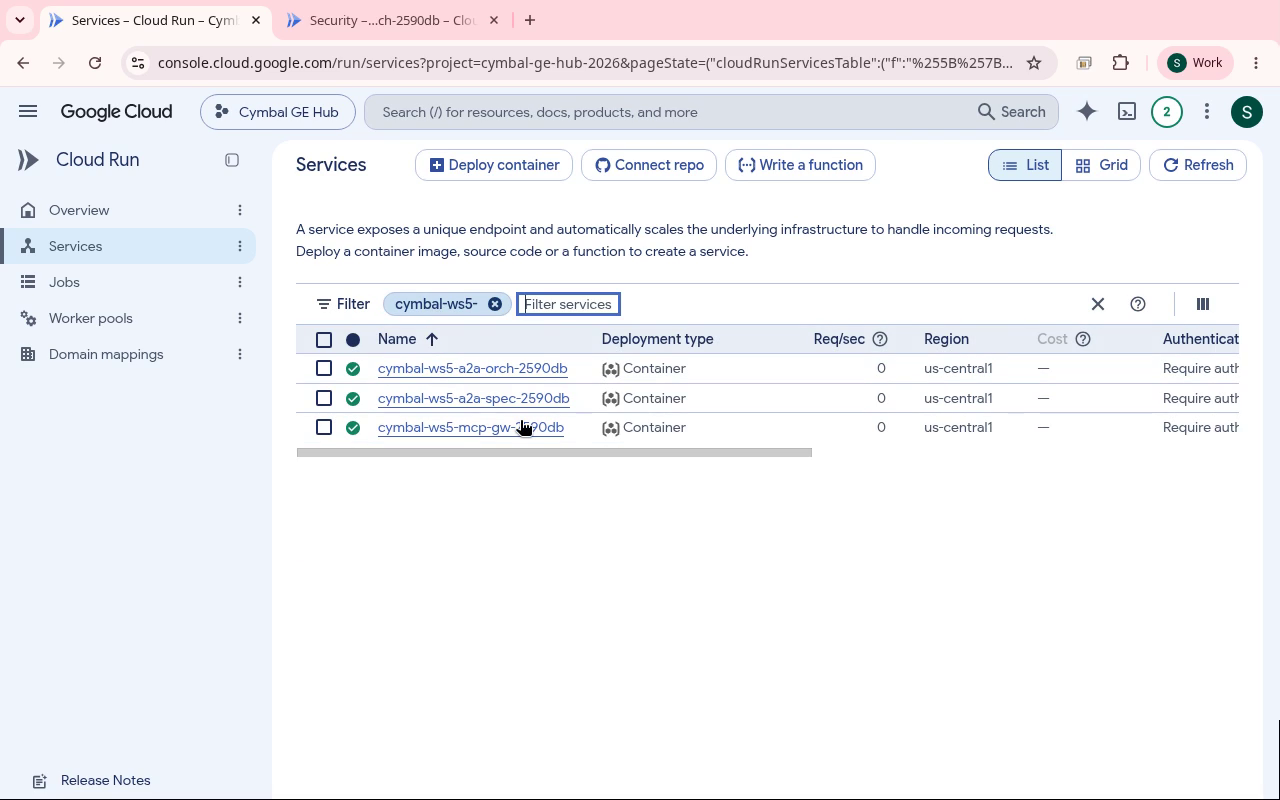 Services – Cloud Run – Cym
Security –...ch-2590db – Clou
console.cloud.google.com/run/services?project=cymbal-ge-hub-2026&pageState=("cloudRunServicesTable":("f":"%255B%257B...
S Work
Google Cloud
Cymbal GE Hub
Search (/) for resources, docs, products, and more
Search
2
S
Cloud Run
Overview
Services
Jobs
Worker pools
Domain mappings
Release Notes
Services
Deploy container
Connect repo
Write a function
List
Grid
Refresh
A service exposes a unique endpoint and automatically scales the underlying infrastructure to handle incoming requests.
Deploy a container image, source code or a function to create a service.
Filter
cymbal-ws5-
Filter services
Name Deployment type Req/sec Region Cost Authenticat
cymbal-ws5-a2a-orch-2590db Container 0 us-central1 — Require auth
cymbal-ws5-a2a-spec-2590db Container 0 us-central1 — Require auth
cymbal-ws5-mcp-gw-2590db Container 0 us-central1 — Require auth